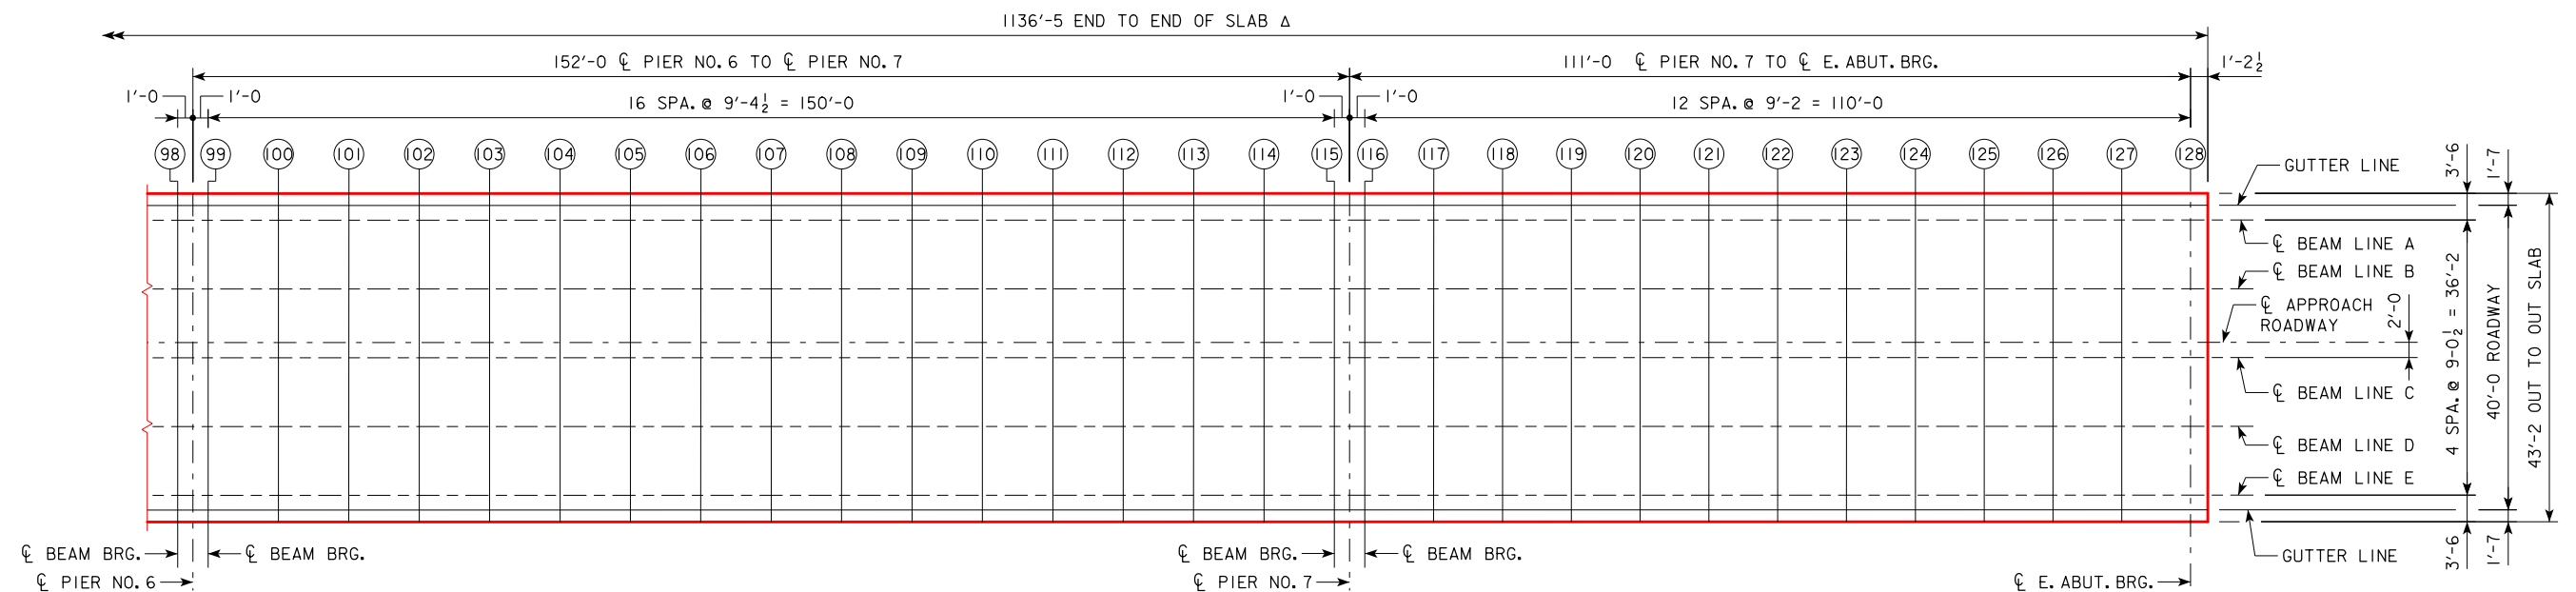 1136'-5 END TO END OF SLAB Δ
152'-0 ℄ PIER NO. 6 TO ℄ PIER NO. 7
111'-0 ℄ PIER NO. 7 TO ℄ E. ABUT. BRG.
1'-2½
1'-0
1'-0
16 SPA. @ 9'-4½ = 150'-0
1'-0
1'-0
12 SPA. @ 9'-2 = 110'-0
98
99
100
101
102
103
104
105
106
107
108
109
110
111
112
113
114
115
116
117
118
119
120
121
122
123
124
125
126
127
128
GUTTER LINE
℄ BEAM LINE A
℄ BEAM LINE B
℄ APPROACH
ROADWAY
℄ BEAM LINE C
℄ BEAM LINE D
℄ BEAM LINE E
GUTTER LINE
2'-0
3'-6
4 SPA. @ 9-0½ = 36'-2
3'-6
1'-7
40'-0 ROADWAY
1'-7
43'-2 OUT TO OUT SLAB
℄ BEAM BRG.
℄ BEAM BRG.
℄ PIER NO. 6
℄ BEAM BRG.
℄ BEAM BRG.
℄ PIER NO. 7
℄ E. ABUT. BRG.